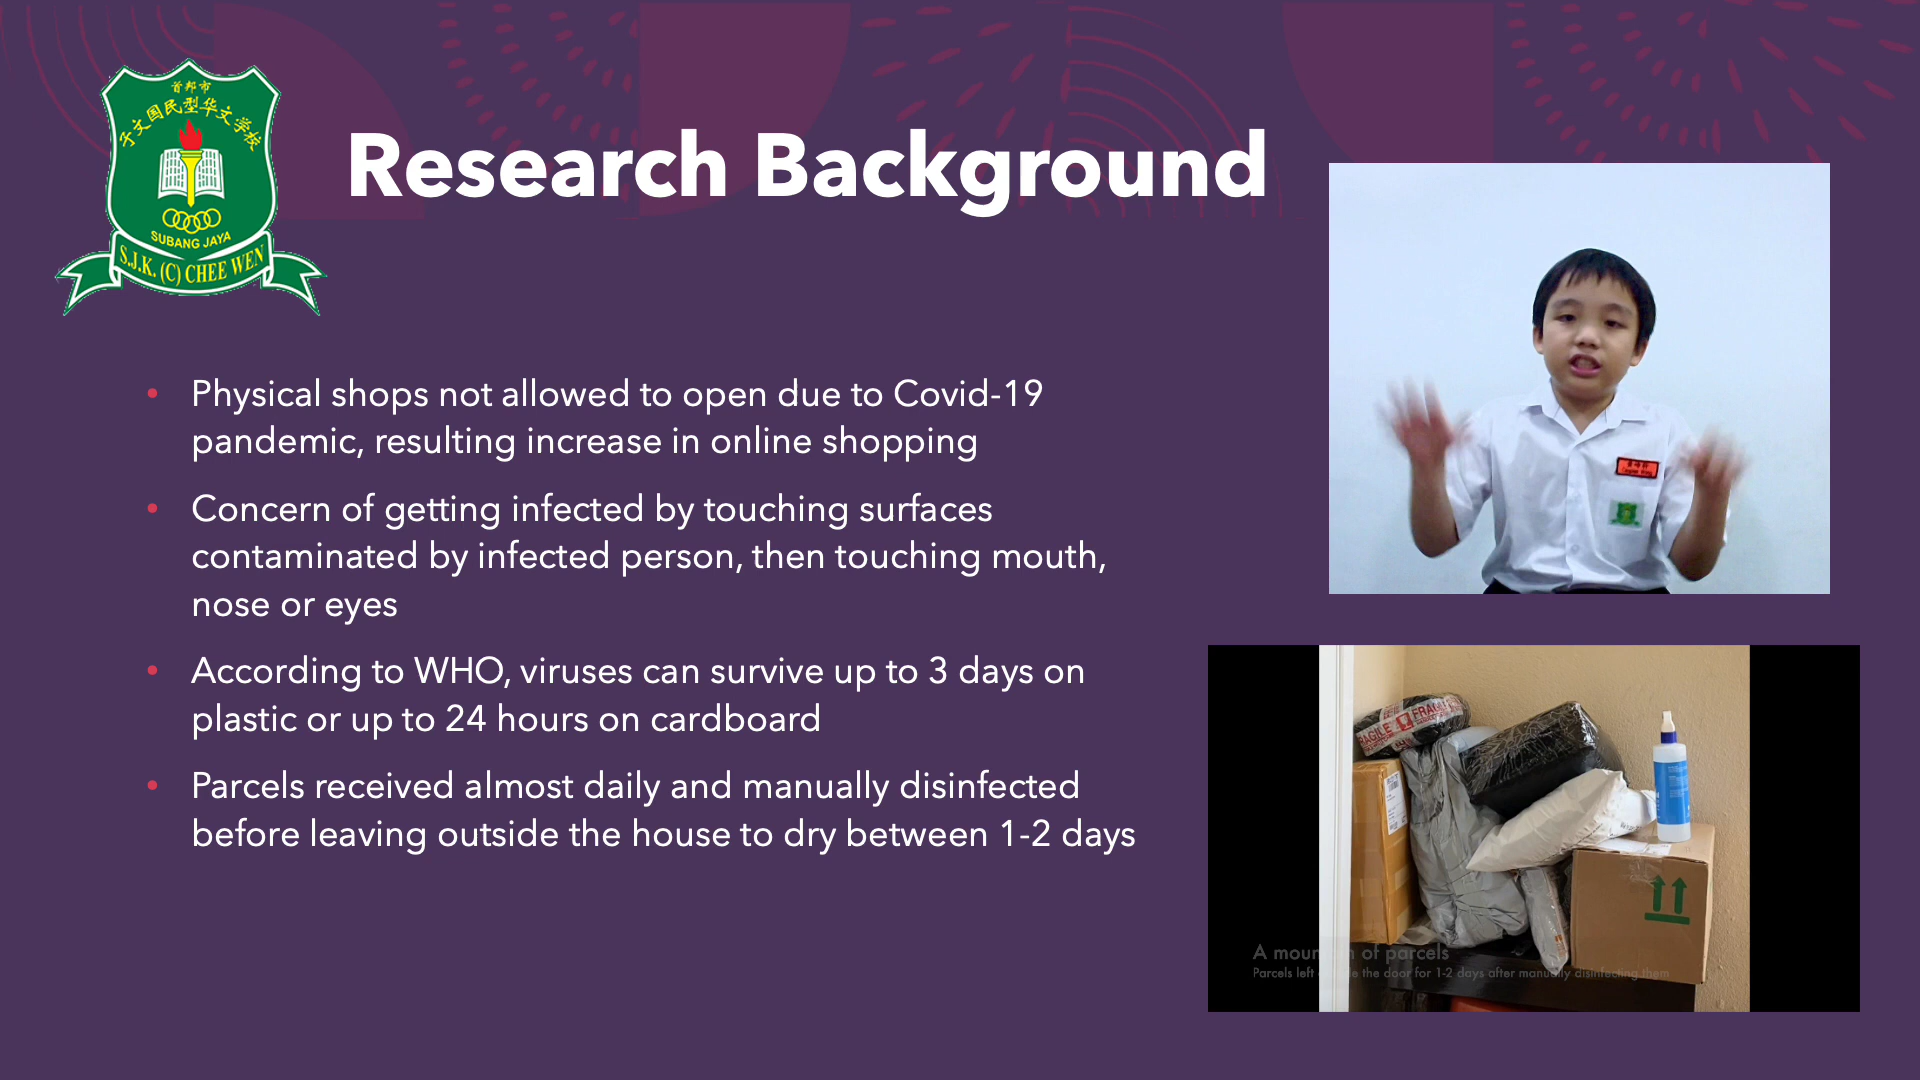 首邦市
子文国民型华文学校
SUBANG JAYA
S.J.K. (C) CHEE WEN
Research Background
Physical shops not allowed to open due to Covid-19
pandemic, resulting increase in online shopping
Concern of getting infected by touching surfaces
contaminated by infected person, then touching mouth,
nose or eyes
According to WHO, viruses can survive up to 3 days on
plastic or up to 24 hours on cardboard
Parcels received almost daily and manually disinfected
before leaving outside the house to dry between 1-2 days
FRAGILE
A mountain of parcels
Parcels left outside the door for 1-2 days after manually disinfecting them